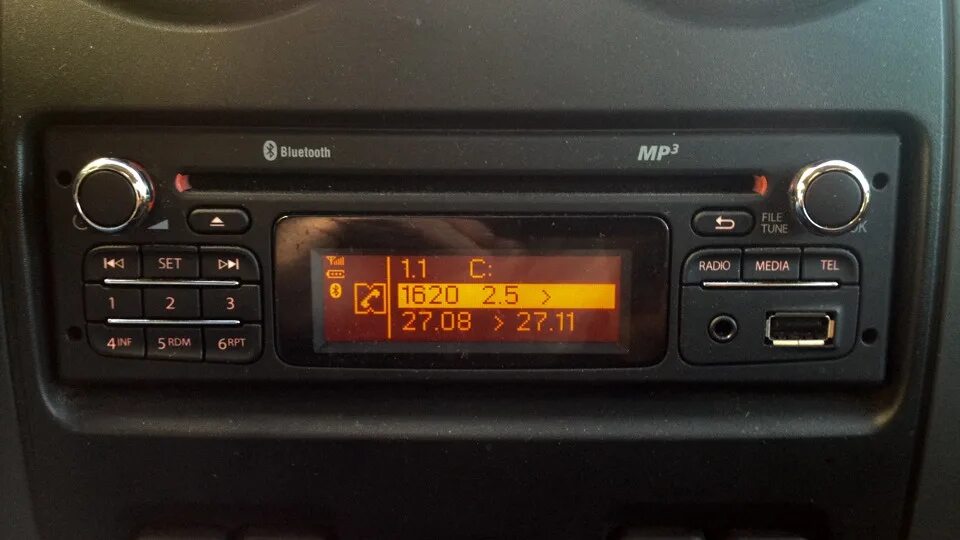 Bluetooth
MP3
FILE
TUNE
OK
SET
1 2 3
4INF 5RDM 6RPT
1.1 C:
1620 2.5 >
27.08 > 27.11
RADIO MEDIA TEL